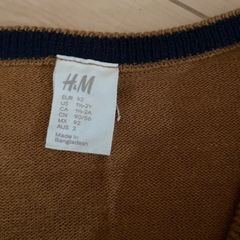 H&M
EUR 92
US 1½-2Y
CA 1½-2A
CN 90/56
MX 92
AUS 2
Made in
Bangladesh